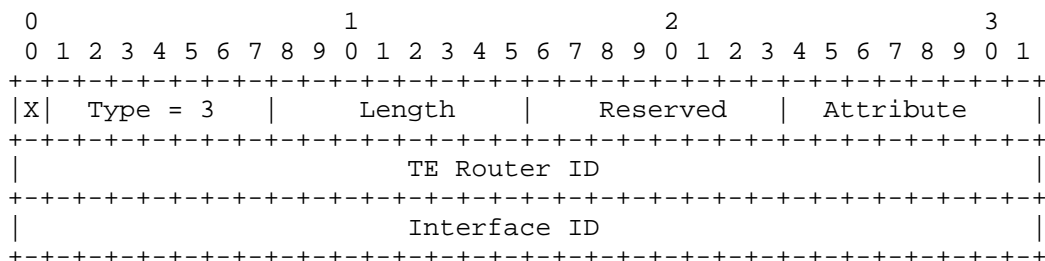 0                   1                   2                   3
 0 1 2 3 4 5 6 7 8 9 0 1 2 3 4 5 6 7 8 9 0 1 2 3 4 5 6 7 8 9 0 1
+-+-+-+-+-+-+-+-+-+-+-+-+-+-+-+-+-+-+-+-+-+-+-+-+-+-+-+-+-+-+-+-+
|X|  Type = 3   |     Length    |    Reserved   |  Attribute    |
+-+-+-+-+-+-+-+-+-+-+-+-+-+-+-+-+-+-+-+-+-+-+-+-+-+-+-+-+-+-+-+-+
|                        TE Router ID                           |
+-+-+-+-+-+-+-+-+-+-+-+-+-+-+-+-+-+-+-+-+-+-+-+-+-+-+-+-+-+-+-+-+
|                        Interface ID                           |
+-+-+-+-+-+-+-+-+-+-+-+-+-+-+-+-+-+-+-+-+-+-+-+-+-+-+-+-+-+-+-+-+